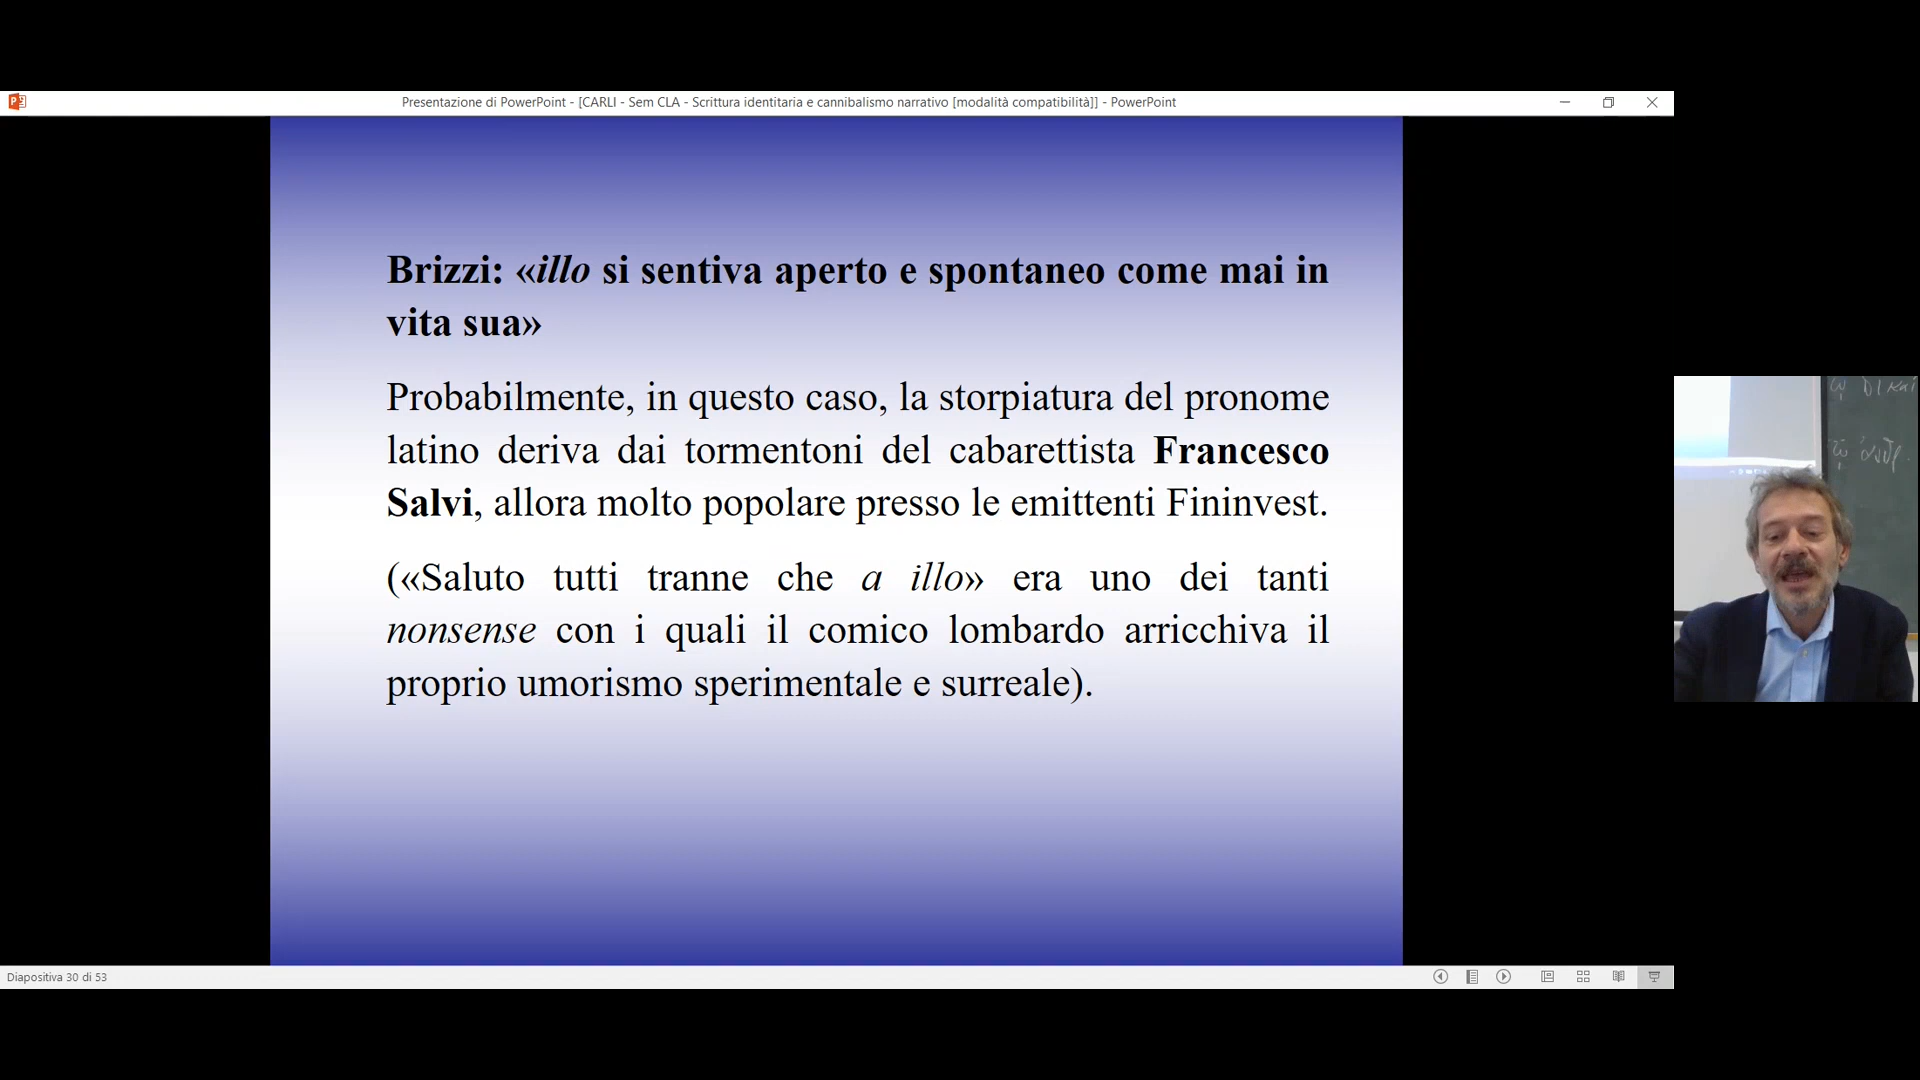 Presentazione di PowerPoint - [CARLI - Sem CLA - Scrittura identitaria e cannibalismo narrativo [modalità compatibilità]] - PowerPoint
Brizzi: «illo si sentiva aperto e spontaneo come mai in
vita sua»
Probabilmente, in questo caso, la storpiatura del pronome
latino deriva dai tormentoni del cabarettista Francesco
Salvi, allora molto popolare presso le emittenti Fininvest.
(«Saluto tutti tranne che a illo» era uno dei tanti
nonsense con i quali il comico lombardo arricchiva il
proprio umorismo sperimentale e surreale).
Diapositiva 30 di 53